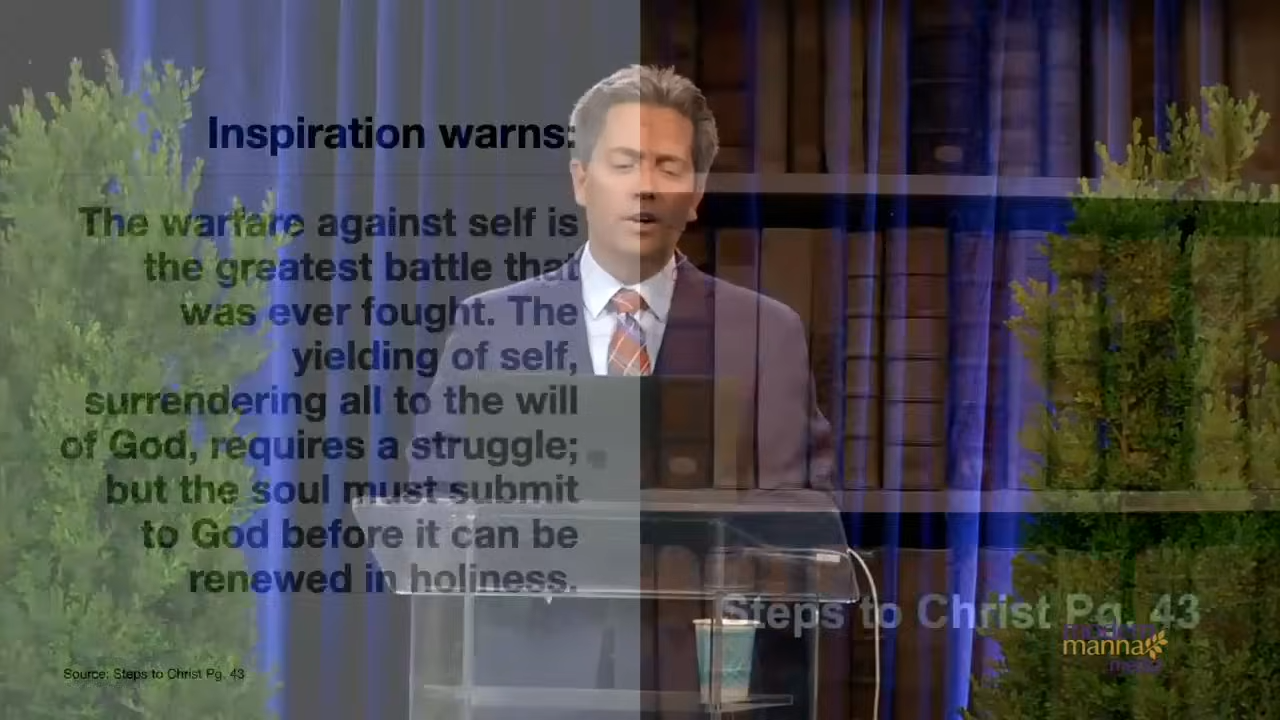 Inspiration warns:
The warfare against self is
the greatest battle that
was ever fought. The
yielding of self,
surrendering all to the will
of God, requires a struggle;
but the soul must submit
to God before it can be
renewed in holiness.
Steps to Christ Pg. 43
modern
manna
media
Source: Steps to Christ Pg. 43